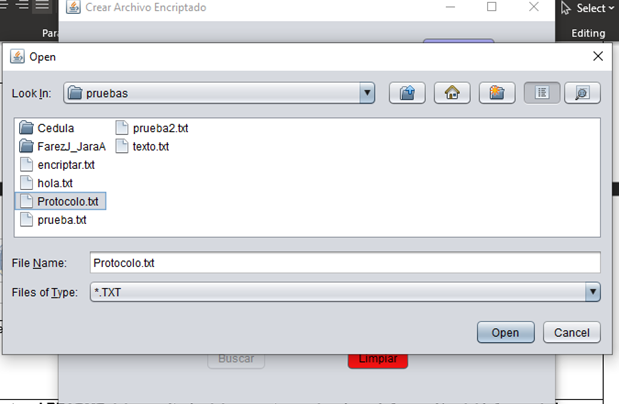 Crear Archivo Encriptado
Select
Para
Editing
Open
Look In:
pruebas
Cedula
prueba2.txt
FarezJ_JaraA
texto.txt
encriptar.txt
hola.txt
Protocolo.txt
prueba.txt
File Name:
Protocolo.txt
Files of Type:
*.TXT
Open
Cancel
Buscar
Limpiar